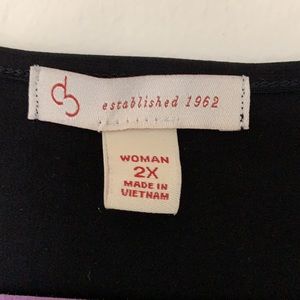 established 1962
WOMAN
2X
MADE IN
VIETNAM